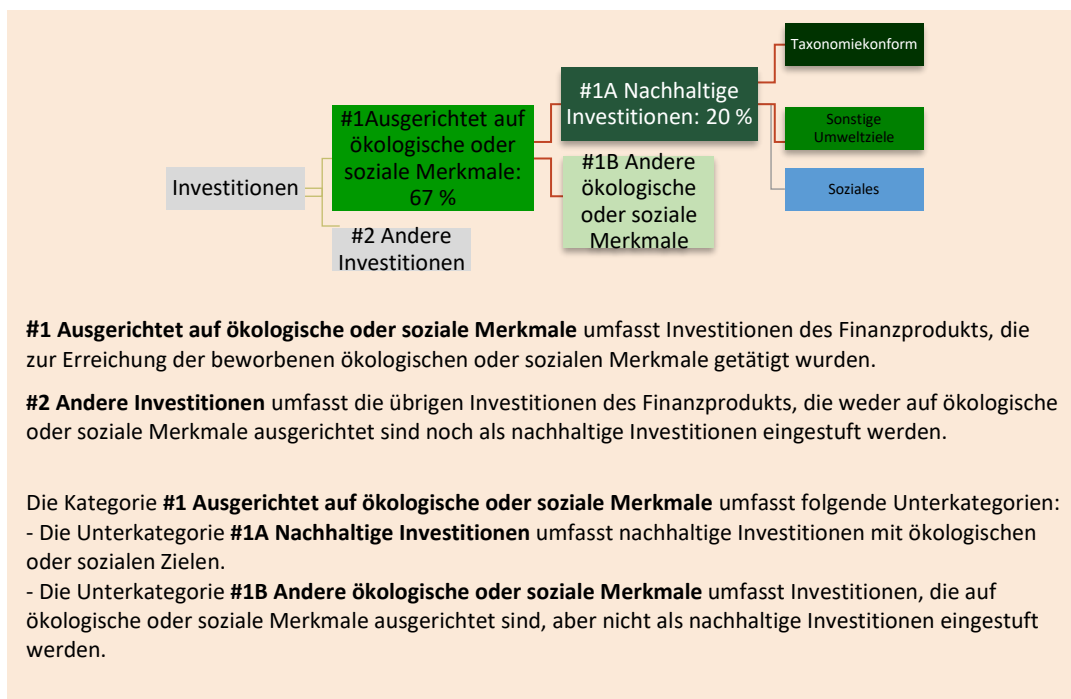 Taxonomiekonform
#1A Nachhaltige
Investitionen: 20 %
#1Ausgerichtet auf
ökologische oder
soziale Merkmale:
67 %
Sonstige
Umweltziele
#1B Andere
ökologische
oder soziale
Merkmale
Investitionen
Soziales
#2 Andere
Investitionen
#1 Ausgerichtet auf ökologische oder soziale Merkmale umfasst Investitionen des Finanzprodukts, die
zur Erreichung der beworbenen ökologischen oder sozialen Merkmale getätigt wurden.
#2 Andere Investitionen umfasst die übrigen Investitionen des Finanzprodukts, die weder auf ökologische
oder soziale Merkmale ausgerichtet sind noch als nachhaltige Investitionen eingestuft werden.
Die Kategorie #1 Ausgerichtet auf ökologische oder soziale Merkmale umfasst folgende Unterkategorien:
- Die Unterkategorie #1A Nachhaltige Investitionen umfasst nachhaltige Investitionen mit ökologischen
oder sozialen Zielen.
- Die Unterkategorie #1B Andere ökologische oder soziale Merkmale umfasst Investitionen, die auf
ökologische oder soziale Merkmale ausgerichtet sind, aber nicht als nachhaltige Investitionen eingestuft
werden.